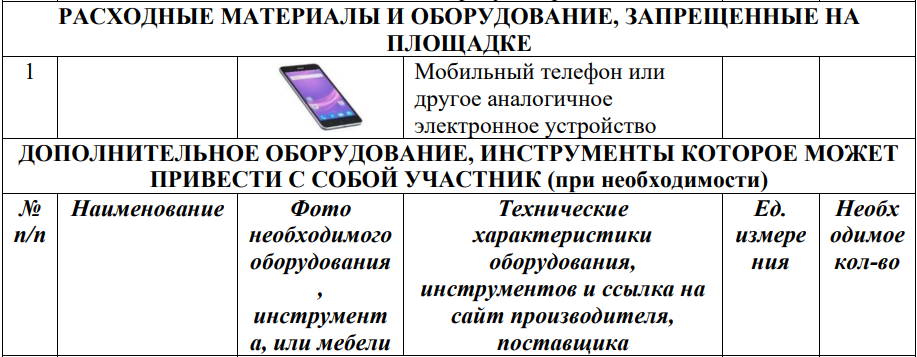 РАСХОДНЫЕ МАТЕРИАЛЫ И ОБОРУДОВАНИЕ, ЗАПРЕЩЕННЫЕ НА
ПЛОЩАДКЕ
1
Мобильный телефон или
другое аналогичное
электронное устройство
ДОПОЛНИТЕЛЬНОЕ ОБОРУДОВАНИЕ, ИНСТРУМЕНТЫ КОТОРОЕ МОЖЕТ
ПРИВЕСТИ С СОБОЙ УЧАСТНИК (при необходимости)
№
п/п
Наименование
Фото
необходимого
оборудования
,
инструмент
а, или мебели
Технические
характеристики
оборудования,
инструментов и ссылка на
сайт производителя,
поставщика
Ед.
измере
ния
Необх
одимое
кол-во